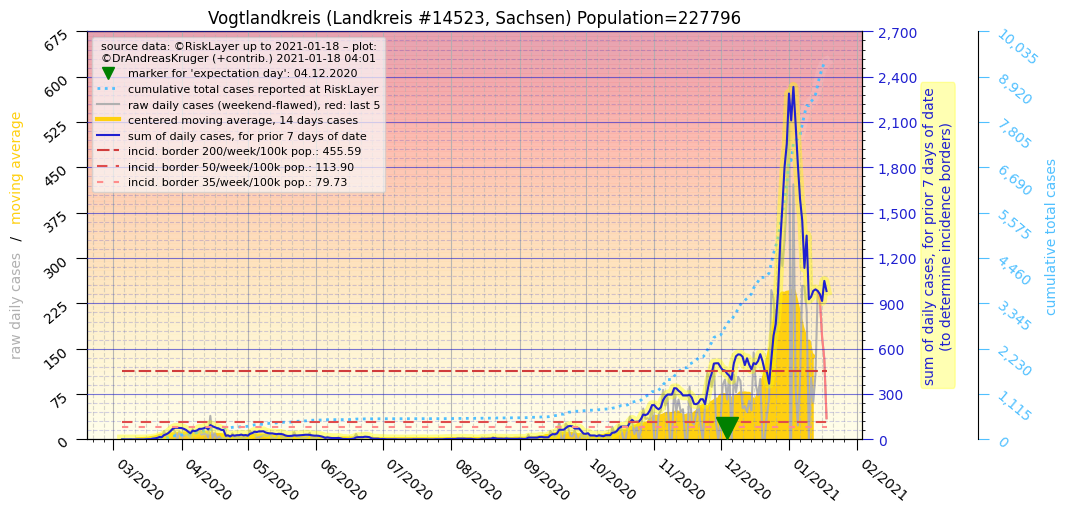 Vogtlandkreis (Landkreis #14523, Sachsen) Population=227796
source data: ©RiskLayer up to 2021-01-18 – plot:
©DrAndreasKruger (+contrib.) 2021-01-18 04:01
marker for 'expectation day': 04.12.2020
cumulative total cases reported at RiskLayer
raw daily cases (weekend-flawed), red: last 5
centered moving average, 14 days cases
sum of daily cases, for prior 7 days of date
incid. border 200/week/100k pop.: 455.59
incid. border 50/week/100k pop.: 113.90
incid. border 35/week/100k pop.: 79.73
raw daily cases / moving average
675
600
525
450
375
300
225
150
75
0
03/2020
04/2020
05/2020
06/2020
07/2020
08/2020
09/2020
10/2020
11/2020
12/2020
01/2021
02/2021
2,700
2,400
2,100
1,800
1,500
1,200
900
600
300
0
sum of daily cases, for prior 7 days of date
(to determine incidence borders)
10,035
8,920
7,805
6,690
5,575
4,460
3,345
2,230
1,115
0
cumulative total cases